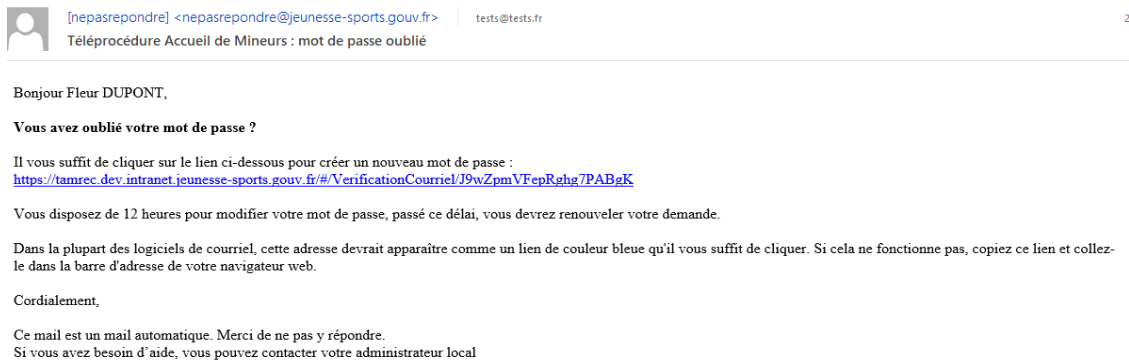 [nepasrepondre] <nepasrepondre@jeunesse-sports.gouv.fr> tests@tests.fr 2
Téléprocédure Accueil de Mineurs : mot de passe oublié
Bonjour Fleur DUPONT,
Vous avez oublié votre mot de passe ?
Il vous suffit de cliquer sur le lien ci-dessous pour créer un nouveau mot de passe :
https://tamrec.dev.intranet.jeunesse-sports.gouv.fr/#/VerificationCourriel/J9wZpmVFepRghg7PABgK
Vous disposez de 12 heures pour modifier votre mot de passe, passé ce délai, vous devrez renouveler votre demande.
Dans la plupart des logiciels de courriel, cette adresse devrait apparaître comme un lien de couleur bleue qu'il vous suffit de cliquer. Si cela ne fonctionne pas, copiez ce lien et collez-
le dans la barre d'adresse de votre navigateur web.
Cordialement,
Ce mail est un mail automatique. Merci de ne pas y répondre.
Si vous avez besoin d’aide, vous pouvez contacter votre administrateur local